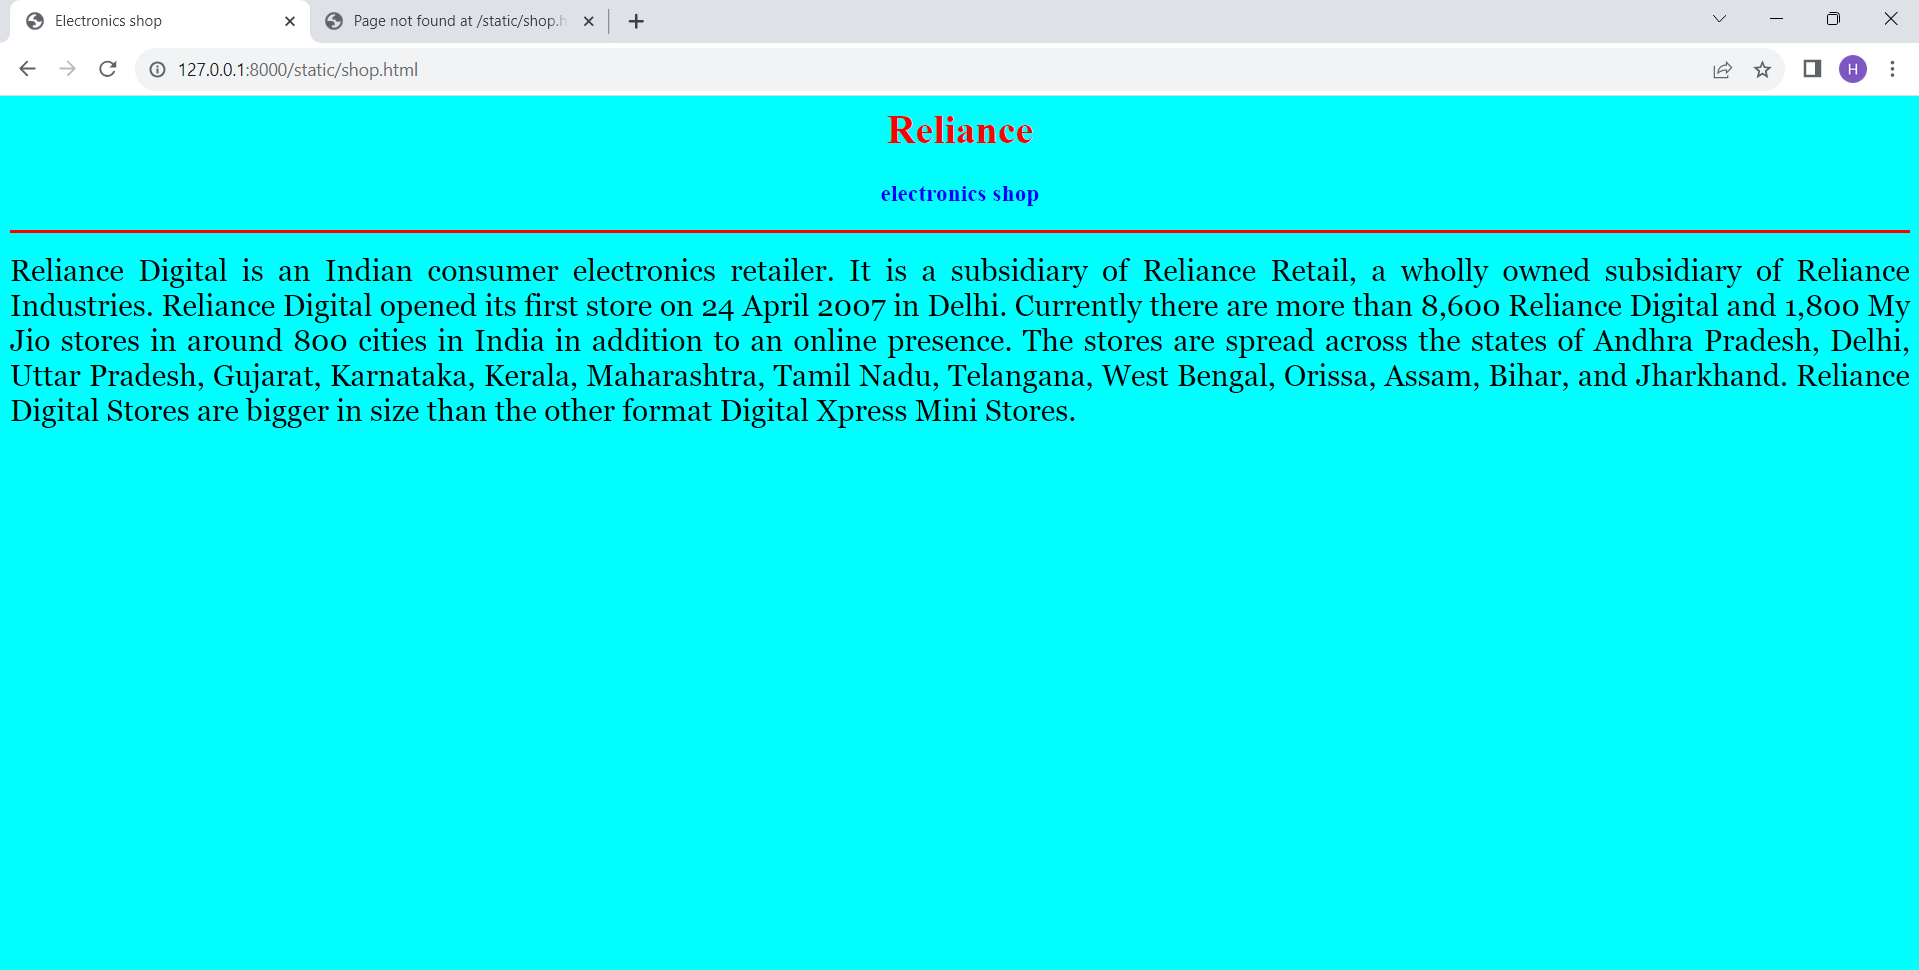 Electronics shop
Page not found at /static/shop.h
127.0.0.1:8000/static/shop.html
H
Reliance
electronics shop
Reliance Digital is an Indian consumer electronics retailer. It is a subsidiary of Reliance Retail, a wholly owned subsidiary of Reliance
Industries. Reliance Digital opened its first store on 24 April 2007 in Delhi. Currently there are more than 8,600 Reliance Digital and 1,800 My
Jio stores in around 800 cities in India in addition to an online presence. The stores are spread across the states of Andhra Pradesh, Delhi,
Uttar Pradesh, Gujarat, Karnataka, Kerala, Maharashtra, Tamil Nadu, Telangana, West Bengal, Orissa, Assam, Bihar, and Jharkhand. Reliance
Digital Stores are bigger in size than the other format Digital Xpress Mini Stores.